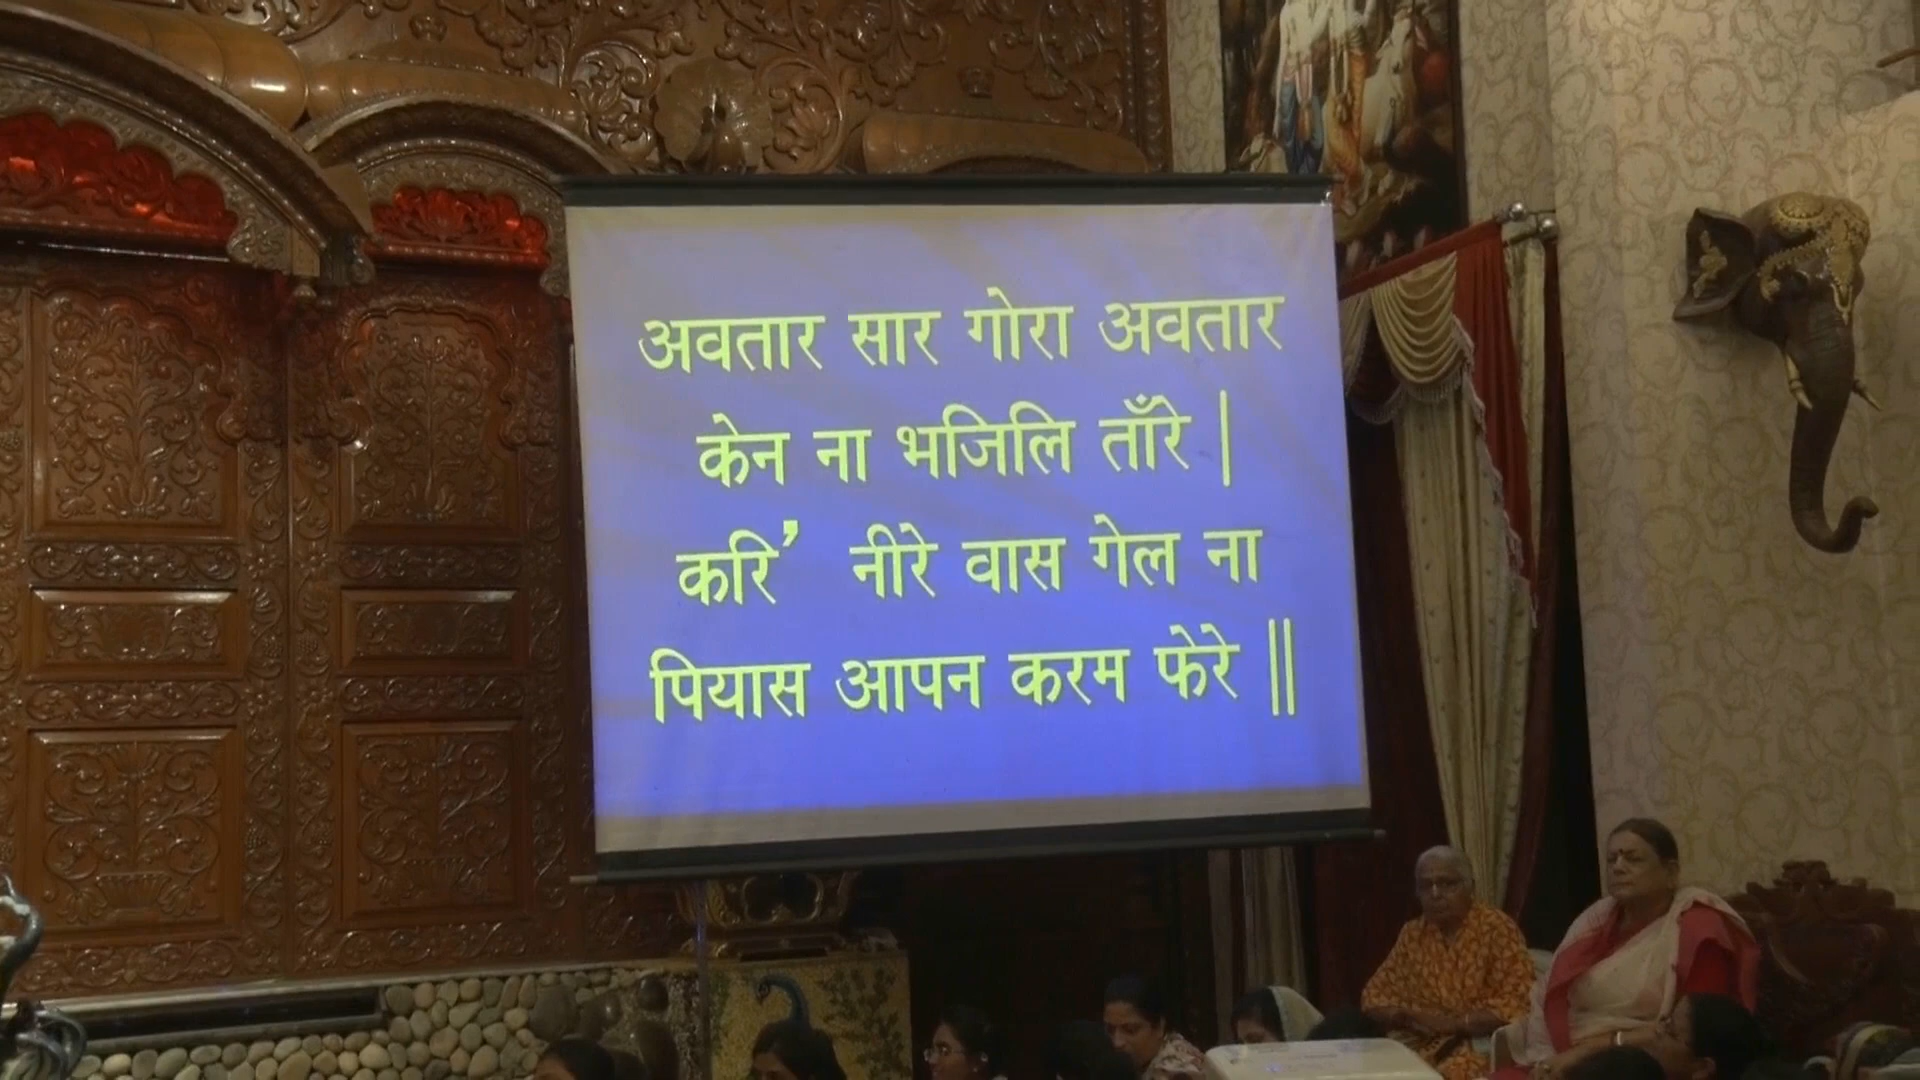 अवतार सार गोरा अवतार
केन ना भजिलि ताँरे |
करि’ नीरे वास गेल ना
पियास आपन करम फेरे ||